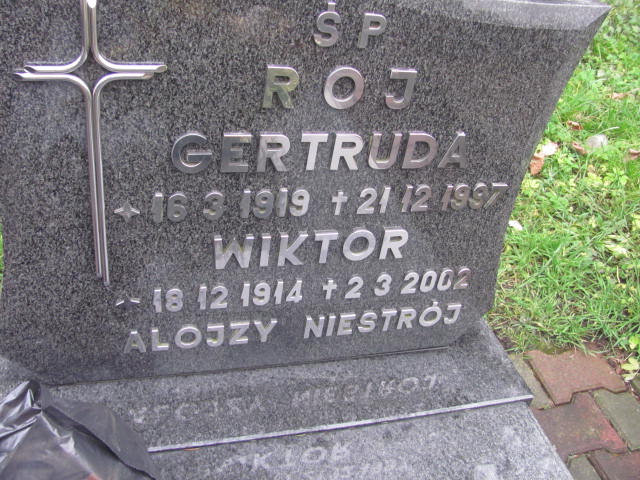 ŚP
ROJ
GERTRUDA
16 3 1919 † 21 12 1997
WIKTOR
18 12 1914 † 2 3 2002
ALOJZY NIESTRÓJ